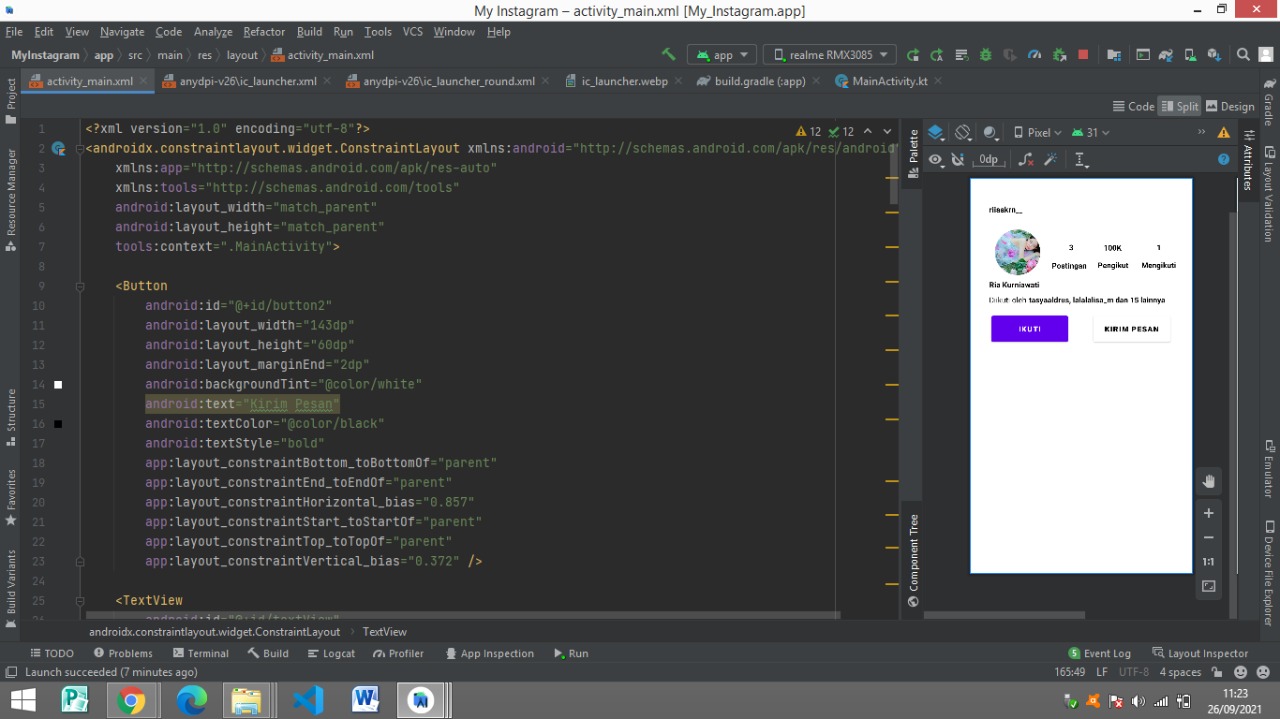 My Instagram – activity_main.xml [My_Instagram.app]
File Edit View Navigate Code Analyze Refactor Build Run Tools VCS Window Help
MyInstagram app src main res layout activity_main.xml
app realme RMX3085
activity_main.xml anydpi-v26\ic_launcher.xml anydpi-v26\ic_launcher_round.xml ic_launcher.webp build.gradle (:app) MainActivity.kt
Code Split Design
Project
Resource Manager
Structure
Favorites
Build Variants
12 12
1 <?xml version="1.0" encoding="utf-8"?>
2 <androidx.constraintlayout.widget.ConstraintLayout xmlns:android="http://schemas.android.com/apk/res/android"
3 xmlns:app="http://schemas.android.com/apk/res-auto"
4 xmlns:tools="http://schemas.android.com/tools"
5 android:layout_width="match_parent"
6 android:layout_height="match_parent"
7 tools:context=".MainActivity">
8
9 <Button
10 android:id="@+id/button2"
11 android:layout_width="143dp"
12 android:layout_height="60dp"
13 android:layout_marginEnd="2dp"
14 android:backgroundTint="@color/white"
15 android:text="Kirim Pesan"
16 android:textColor="@color/black"
17 android:textStyle="bold"
18 app:layout_constraintBottom_toBottomOf="parent"
19 app:layout_constraintEnd_toEndOf="parent"
20 app:layout_constraintHorizontal_bias="0.857"
21 app:layout_constraintStart_toStartOf="parent"
22 app:layout_constraintTop_toTopOf="parent"
23 app:layout_constraintVertical_bias="0.372" />
24
25 <TextView
26 android:id="@+id/textView"
androidx.constraintlayout.widget.ConstraintLayout TextView
Palette
Component Tree
Pixel 31
0dp
riiaskrn__
3 100K 1
Postingan Pengikut Mengikuti
Ria Kurniawati
Diikuti oleh tasyaaldrus, lalalalisa_m dan 15 lainnya
IKUTI KIRIM PESAN
1:1
Attributes
Gradle
Layout Validation
Emulator
Device File Explorer
TODO Problems Terminal Build Logcat Profiler App Inspection Run
5 Event Log Layout Inspector
Launch succeeded (7 minutes ago)
165:49 LF UTF-8 4 spaces
11:23
26/09/2021